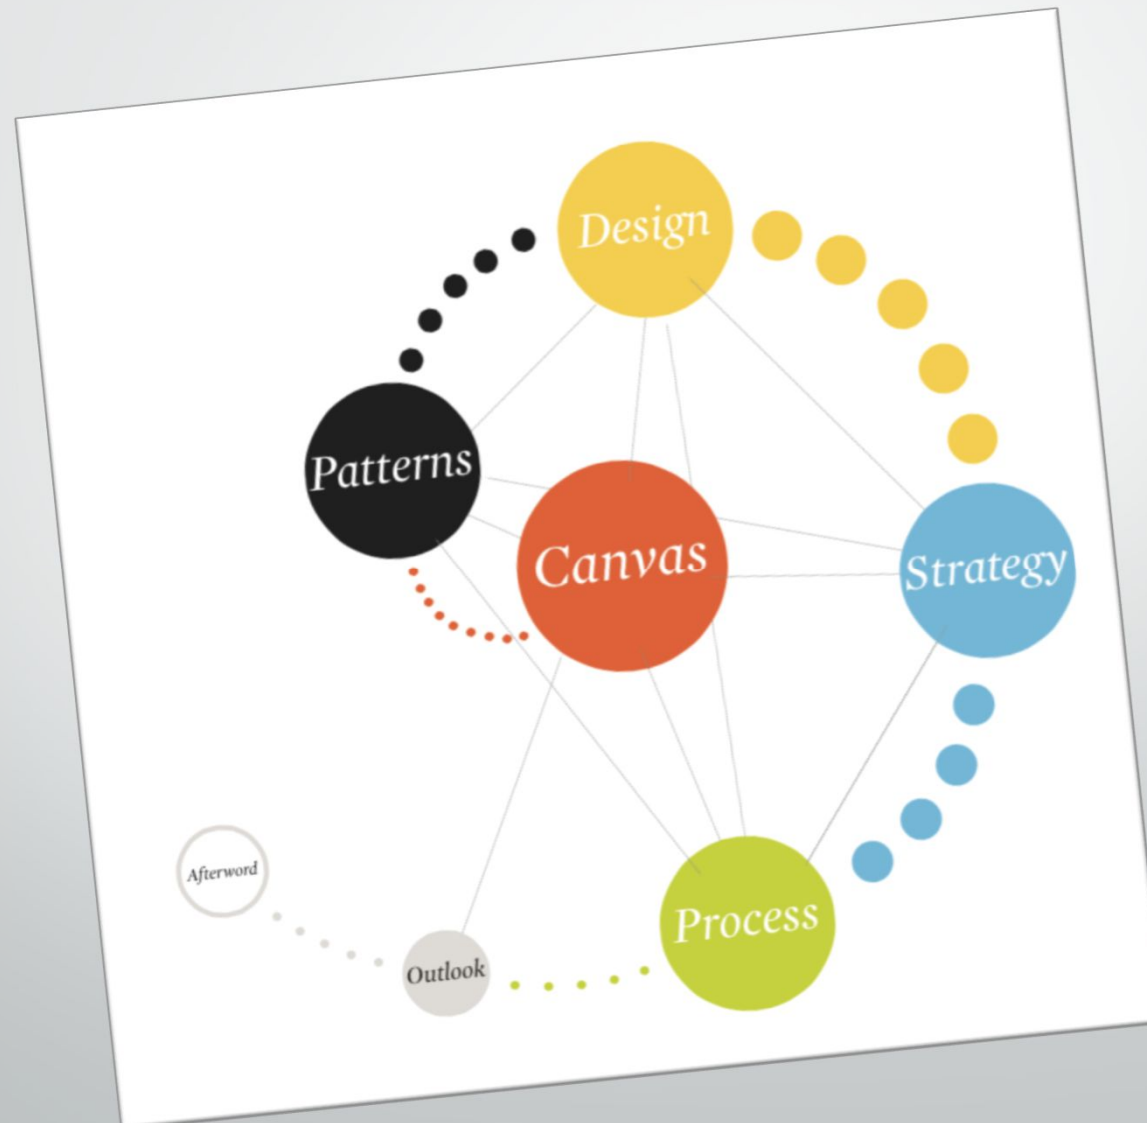 Design
Patterns
Canvas
Strategy
Afterword
Process
Outlook